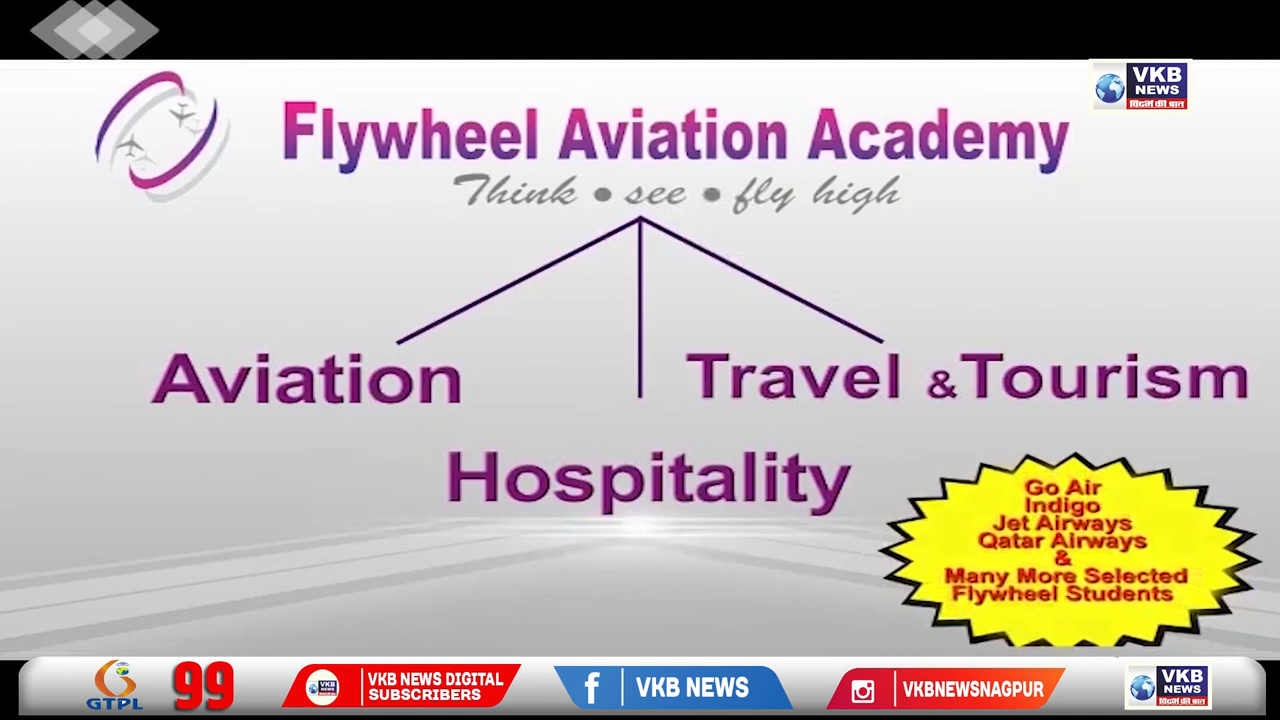 VKB
NEWS
विदर्भ की बात
Flywheel Aviation Academy
Think • see • fly high
Aviation
Travel & Tourism
Hospitality
Go Air
Indigo
Jet Airways
Qatar Airways
&
Many More Selected
Flywheel Students
GTPL
99
VKB
NEWS
VKB NEWS DIGITAL
SUBSCRIBERS
f
VKB NEWS
VKBNEWSNAGPUR
VKB
NEWS
विदर्भ की बात